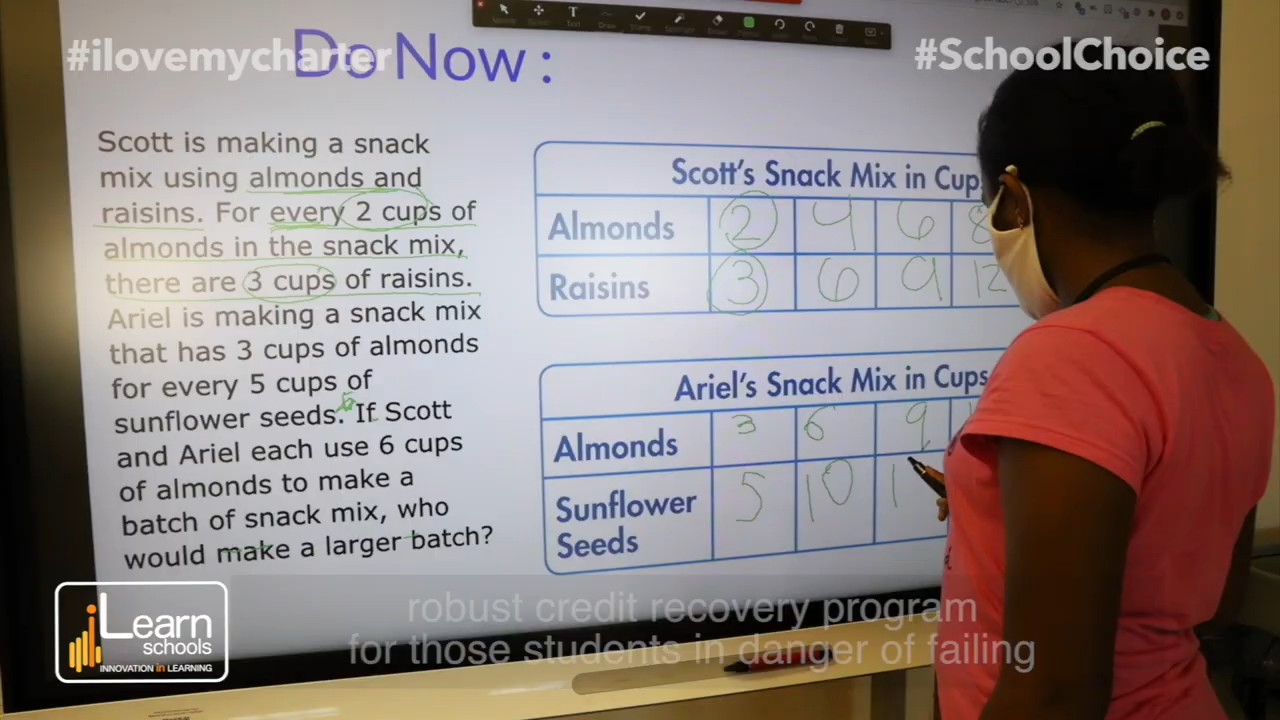 #ilovemycharter
#SchoolChoice
Do Now :
Scott is making a snack
mix using almonds and
raisins. For every 2 cups of
almonds in the snack mix,
there are 3 cups of raisins.
Ariel is making a snack mix
that has 3 cups of almonds
for every 5 cups of
sunflower seeds. If Scott
and Ariel each use 6 cups
of almonds to make a
batch of snack mix, who
would make a larger batch?
Scott's Snack Mix in Cup
Almonds 2 4 6 8
Raisins 3 6 9 12
Ariel's Snack Mix in Cups
Almonds 3 6 9
Sunflower
Seeds 5 10 1
iLearn
schools
INNOVATION in LEARNING
robust credit recovery program
for those students in danger of failing